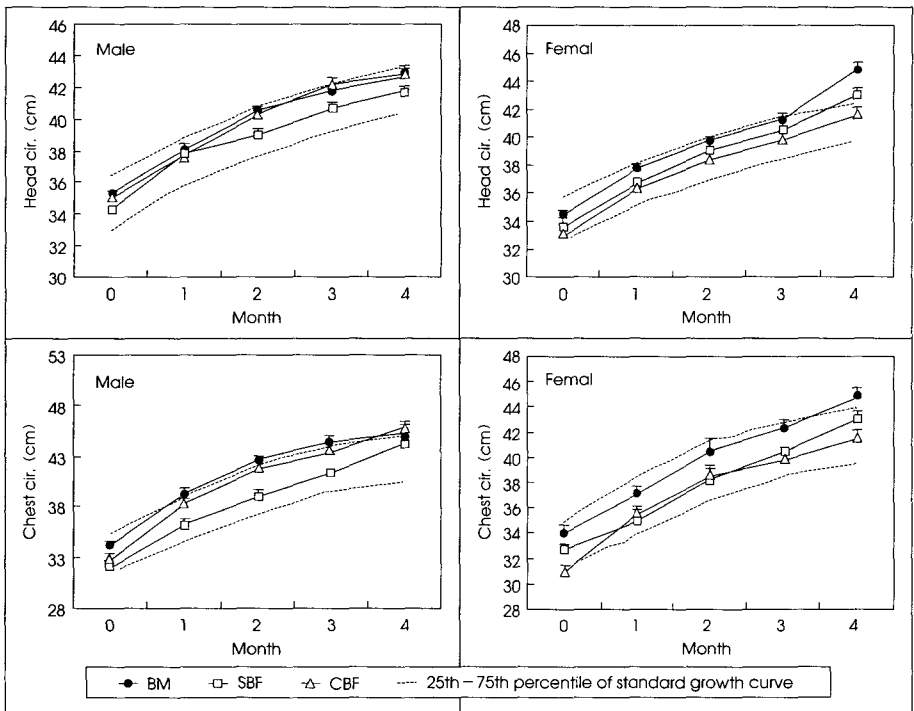 46
44
42
40
38
36
34
32
30
Head cir. (cm)
Male
0 1 2 3 4
Month
48
46
44
42
40
38
36
34
32
30
Head cir. (cm)
Femal
0 1 2 3 4
Month
53
48
43
38
33
28
Chest cir. (cm)
Male
0 1 2 3 4
Month
48
46
44
42
40
38
36
34
32
30
28
Chest cir. (cm)
Femal
0 1 2 3 4
Month
BM SBF CBF 25th – 75th percentile of standard growth curve